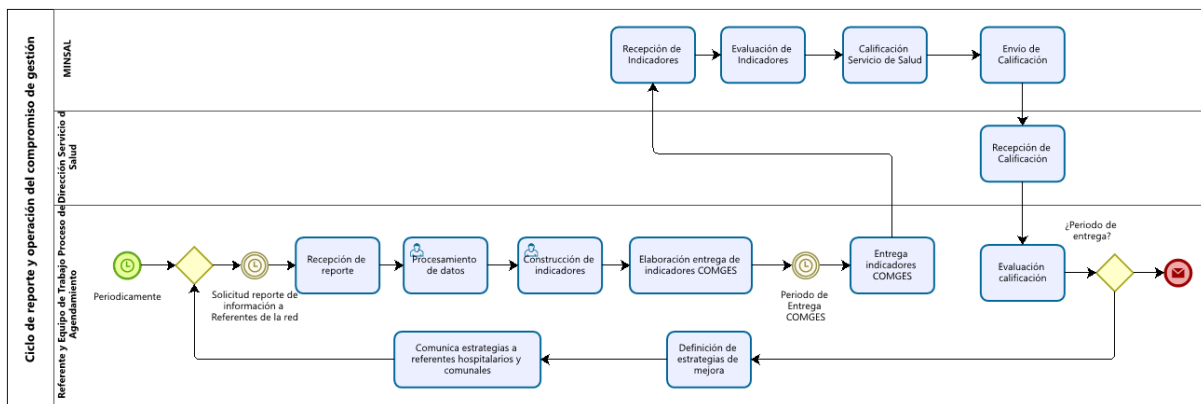 Ciclo de reporte y operación del compromiso de gestión
MINSAL
Recepción de
Indicadores
Evaluación de
Indicadores
Calificación
Servicio de Salud
Envío de
Calificación
Dirección Servicio d
Salud
Recepción de
Calificación
Referente y Equipo de Trabajo Proceso de
Agendamiento
Periodicamente
Solicitud reporte de
información a
Referentes de la red
Recepción de
reporte
Procesamiento
de datos
Construcción de
indicadores
Elaboración entrega de
indicadores COMGES
Periodo de
Entrega
COMGES
Entrega
indicadores
COMGES
Evaluación
calificación
¿Periodo de
entrega?
Comunica estrategias a
referentes hospitalarios y
comunales
Definición de
estrategias de
mejora